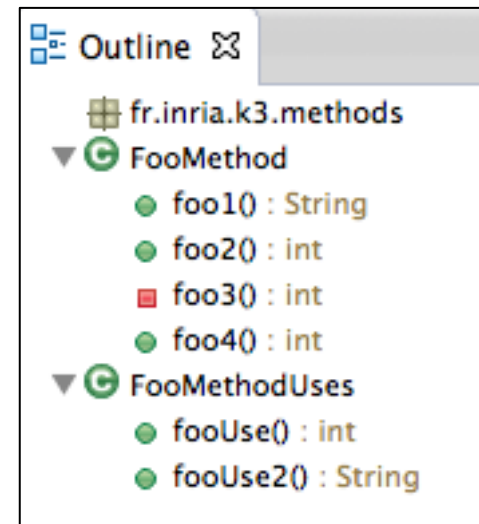 Outline
fr.inria.k3.methods
FooMethod
foo1() : String
foo2() : int
foo3() : int
foo4() : int
FooMethodUses
fooUse() : int
fooUse2() : String